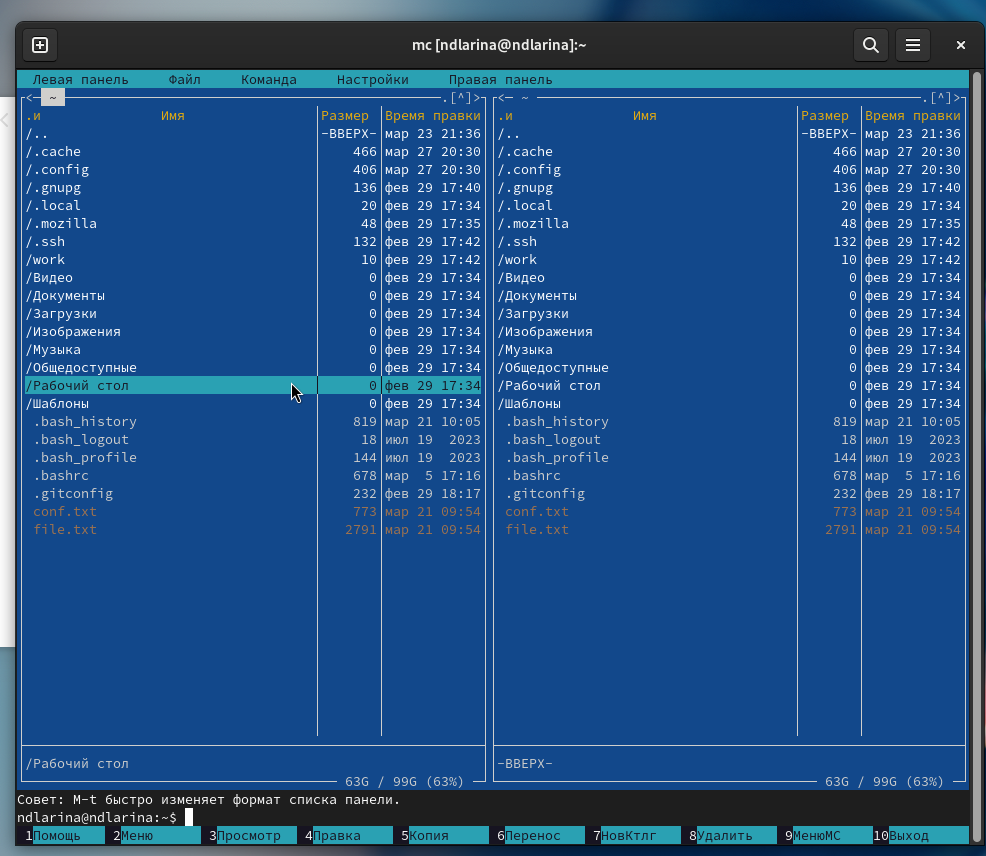 mc [ndlarina@ndlarina]:~
Левая панель Файл Команда Настройки Правая панель
<─ ~ ─.[^]>
.и Имя Размер Время правки
/.. -ВВЕРХ- мар 23 21:36
/.cache 466 мар 27 20:30
/.config 406 мар 27 20:30
/.gnupg 136 фев 29 17:40
/.local 20 фев 29 17:34
/.mozilla 48 фев 29 17:35
/.ssh 132 фев 29 17:42
/work 10 фев 29 17:42
/Видео 0 фев 29 17:34
/Документы 0 фев 29 17:34
/Загрузки 0 фев 29 17:34
/Изображения 0 фев 29 17:34
/Музыка 0 фев 29 17:34
/Общедоступные 0 фев 29 17:34
/Рабочий стол 0 фев 29 17:34
/Шаблоны 0 фев 29 17:34
.bash_history 819 мар 21 10:05
.bash_logout 18 июл 19 2023
.bash_profile 144 июл 19 2023
.bashrc 678 мар 5 17:16
.gitconfig 232 фев 29 18:17
conf.txt 773 мар 21 09:54
file.txt 2791 мар 21 09:54
/Рабочий стол
63G / 99G (63%)
<─ ~ ─.[^]>
.и Имя Размер Время правки
/.. -ВВЕРХ- мар 23 21:36
/.cache 466 мар 27 20:30
/.config 406 мар 27 20:30
/.gnupg 136 фев 29 17:40
/.local 20 фев 29 17:34
/.mozilla 48 фев 29 17:35
/.ssh 132 фев 29 17:42
/work 10 фев 29 17:42
/Видео 0 фев 29 17:34
/Документы 0 фев 29 17:34
/Загрузки 0 фев 29 17:34
/Изображения 0 фев 29 17:34
/Музыка 0 фев 29 17:34
/Общедоступные 0 фев 29 17:34
/Рабочий стол 0 фев 29 17:34
/Шаблоны 0 фев 29 17:34
.bash_history 819 мар 21 10:05
.bash_logout 18 июл 19 2023
.bash_profile 144 июл 19 2023
.bashrc 678 мар 5 17:16
.gitconfig 232 фев 29 18:17
conf.txt 773 мар 21 09:54
file.txt 2791 мар 21 09:54
-ВВЕРХ-
63G / 99G (63%)
Совет: M-t быстро изменяет формат списка панели.
ndlarina@ndlarina:~$
1Помощь 2Меню 3Просмотр 4Правка 5Копия 6Перенос 7НовКтлг 8Удалить 9МенюMC 10Выход